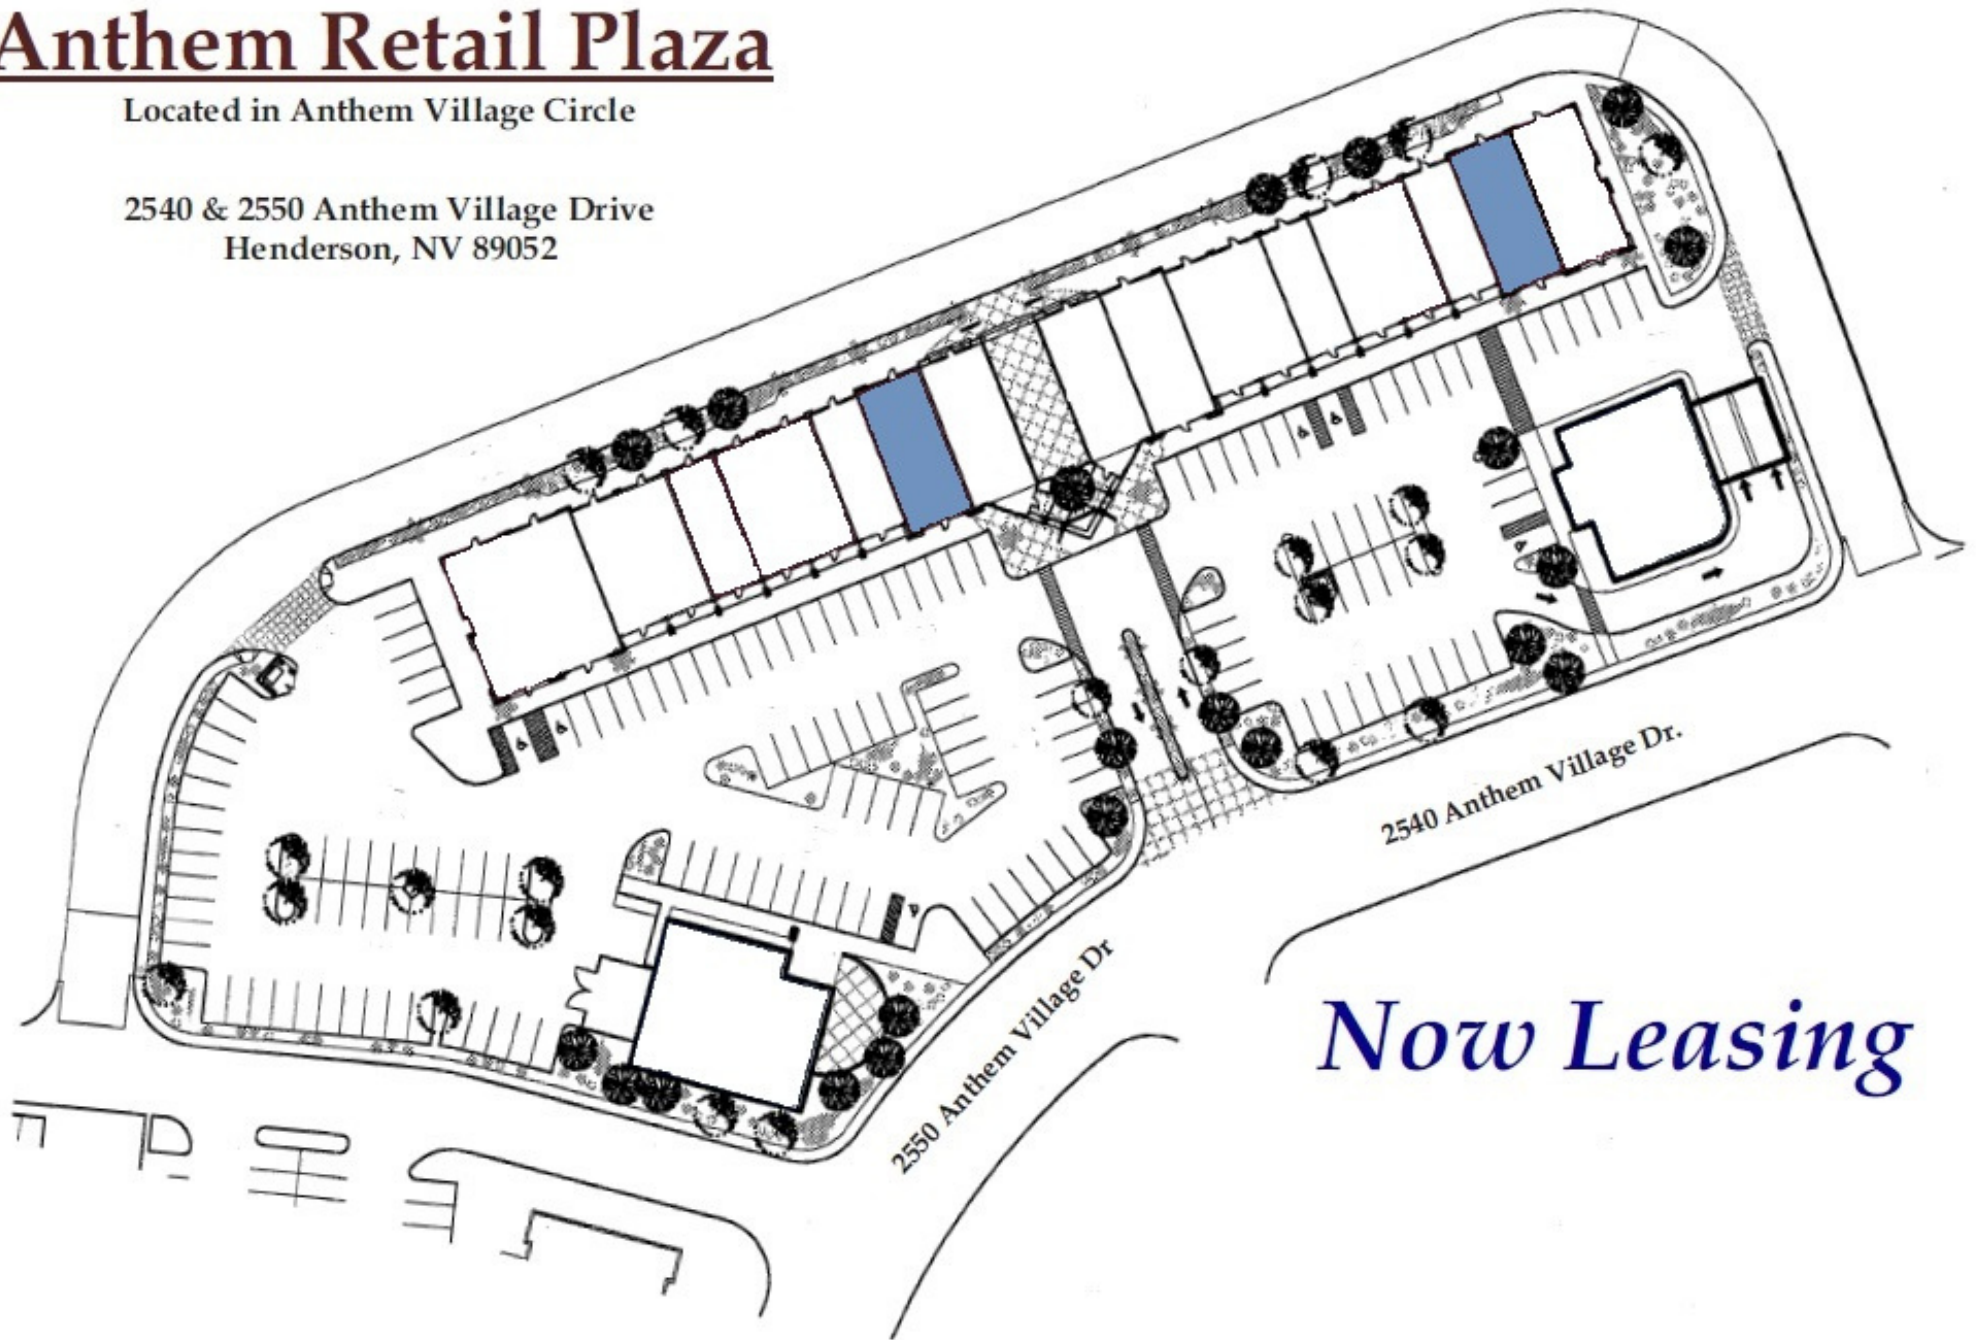 Anthem Retail Plaza
Located in Anthem Village Circle
2540 & 2550 Anthem Village Drive
Henderson, NV 89052
2540 Anthem Village Dr.
2550 Anthem Village Dr
Now Leasing